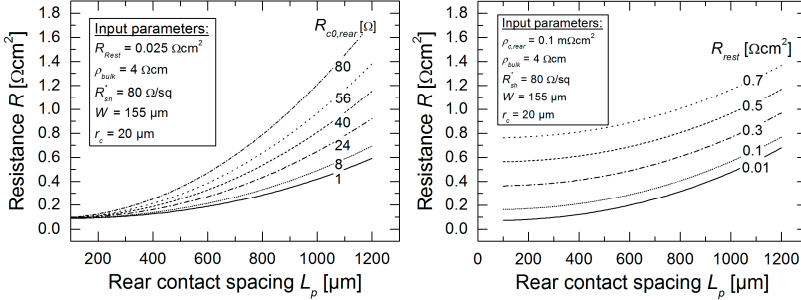 Input parameters:
R_Rest = 0.025 Ωcm²
ρ_bulk = 4 Ωcm
R*_sn = 80 Ω/sq
W = 155 µm
r_c = 20 µm
R_c0,rear [Ω]
80
56
40
24
8
1
1.8
1.6
1.4
1.2
1.0
0.8
0.6
0.4
0.2
0.0
Resistance R [Ωcm²]
200 400 600 800 1000 1200
Rear contact spacing L_p [µm]
Input parameters:
ρ_c,rear = 0.1 mΩcm²
ρ_bulk = 4 Ωcm
R*_sn = 80 Ω/sq
W = 155 µm
r_c = 20 µm
R_rest [Ωcm²]
0.7
0.5
0.3
0.1
0.01
1.8
1.6
1.4
1.2
1.0
0.8
0.6
0.4
0.2
0.0
Resistance R [Ωcm²]
0 200 400 600 800 1000 1200
Rear contact spacing L_p [µm]